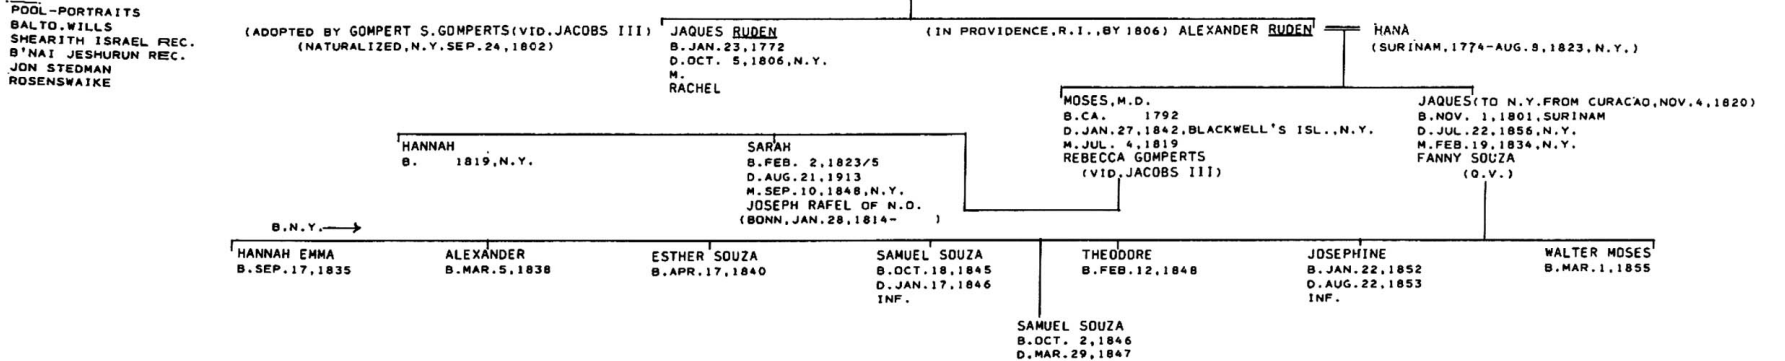 POOL-PORTRAITS
BALTO.WILLS
SHEARITH ISRAEL REC.
B'NAI JESHURUN REC.
JON STEDMAN
ROSENSWAIKE
(ADOPTED BY GOMPERT S.GOMPERTS(VID.JACOBS III)
(NATURALIZED,N.Y.SEP.24,1802)
JAQUES RUDEN
B.JAN.23,1772
D.OCT. 5,1806,N.Y.
M.
RACHEL
(IN PROVIDENCE,R.I.,BY 1806) ALEXANDER RUDEN
HANA
(SURINAM,1774-AUG.9,1823,N.Y.)
MOSES,M.D.
B.CA. 1792
D.JAN.27,1842,BLACKWELL'S ISL.,N.Y.
M.JUL. 4,1819
REBECCA GOMPERTS
(VID.JACOBS III)
JAQUES(TO N.Y.FROM CURACAO,NOV.4,1820)
B.NOV. 1,1801,SURINAM
D.JUL.22,1856,N.Y.
M.FEB.19,1834,N.Y.
FANNY SOUZA
(Q.V.)
HANNAH
B. 1819,N.Y.
SARAH
B.FEB. 2,1823/5
D.AUG.21,1913
M.SEP.10,1848,N.Y.
JOSEPH RAFEL OF N.O.
(BONN,JAN.28,1814- )
B.N.Y.
HANNAH EMMA
B.SEP.17,1835
ALEXANDER
B.MAR.5,1838
ESTHER SOUZA
B.APR.17,1840
SAMUEL SOUZA
B.OCT.18,1845
D.JAN.17,1846
INF.
THEODORE
B.FEB.12,1848
JOSEPHINE
B.JAN.22,1852
D.AUG.22,1853
INF.
WALTER MOSES
B.MAR.1,1855
SAMUEL SOUZA
B.OCT. 2,1846
D.MAR.29,1847